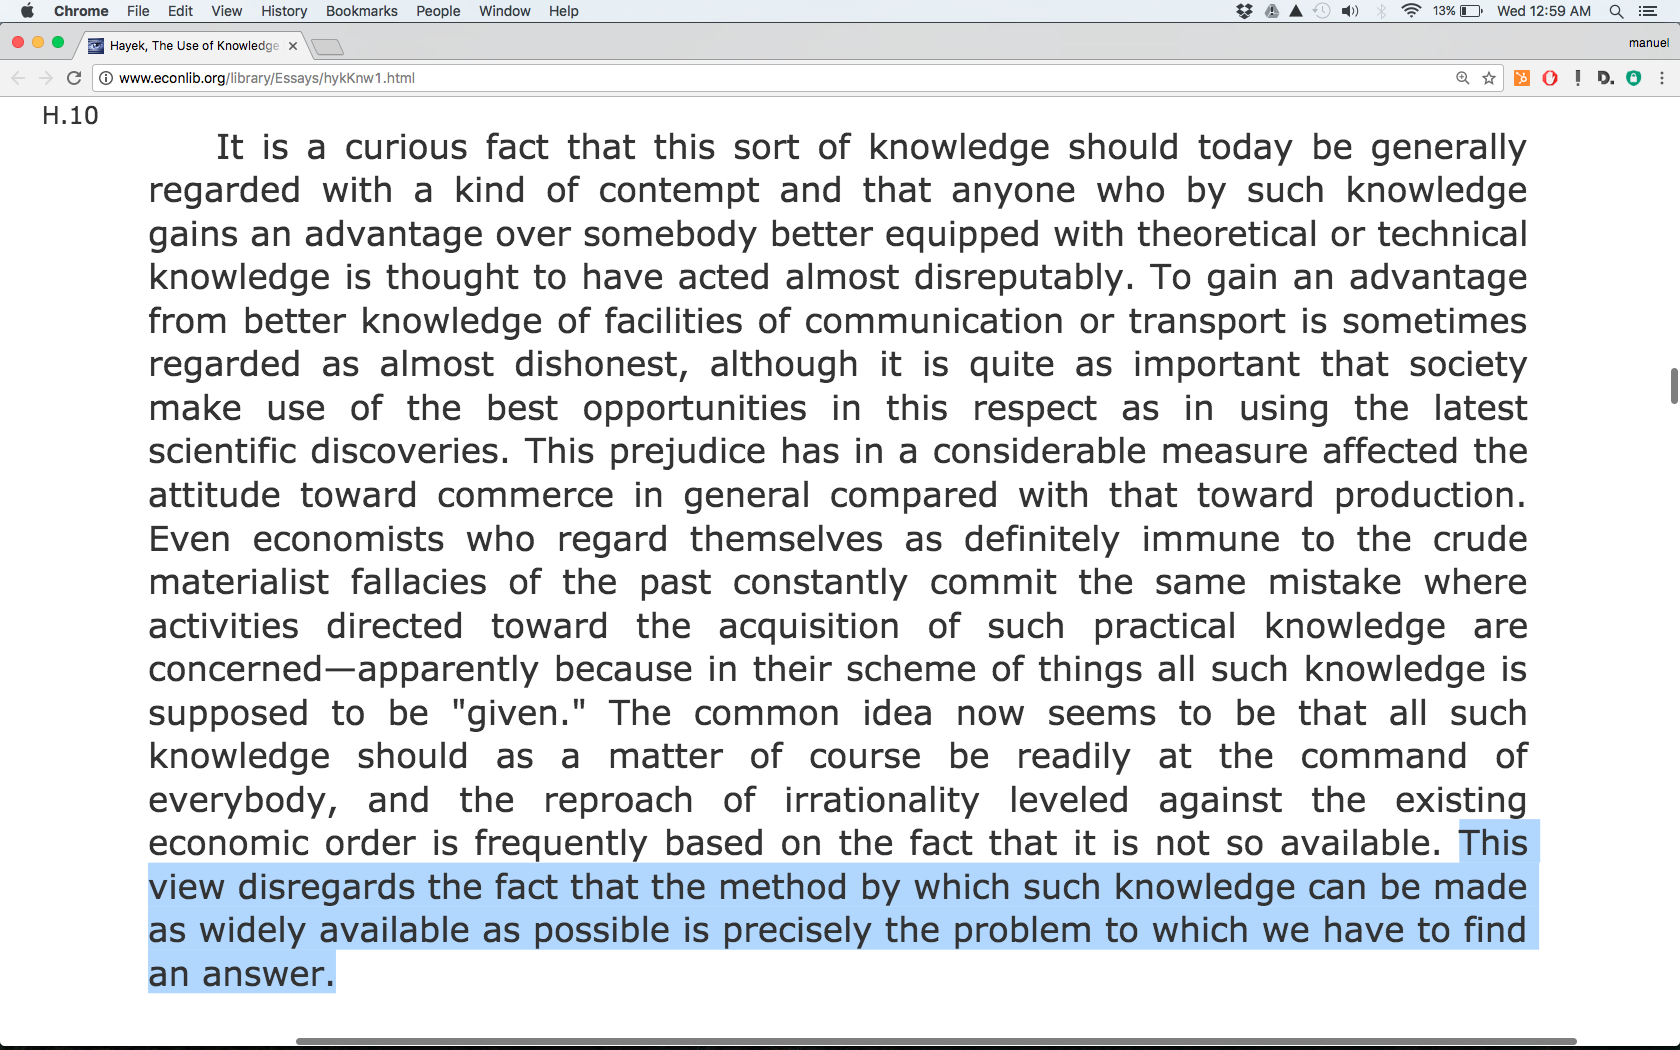 Chrome File Edit View History Bookmarks People Window Help 13% Wed 12:59 AM
Hayek, The Use of Knowledge manuel
www.econlib.org/library/Essays/hykKnw1.html D.
H.10
It is a curious fact that this sort of knowledge should today be generally
regarded with a kind of contempt and that anyone who by such knowledge
gains an advantage over somebody better equipped with theoretical or technical
knowledge is thought to have acted almost disreputably. To gain an advantage
from better knowledge of facilities of communication or transport is sometimes
regarded as almost dishonest, although it is quite as important that society
make use of the best opportunities in this respect as in using the latest
scientific discoveries. This prejudice has in a considerable measure affected the
attitude toward commerce in general compared with that toward production.
Even economists who regard themselves as definitely immune to the crude
materialist fallacies of the past constantly commit the same mistake where
activities directed toward the acquisition of such practical knowledge are
concerned—apparently because in their scheme of things all such knowledge is
supposed to be "given." The common idea now seems to be that all such
knowledge should as a matter of course be readily at the command of
everybody, and the reproach of irrationality leveled against the existing
economic order is frequently based on the fact that it is not so available. This
view disregards the fact that the method by which such knowledge can be made
as widely available as possible is precisely the problem to which we have to find
an answer.